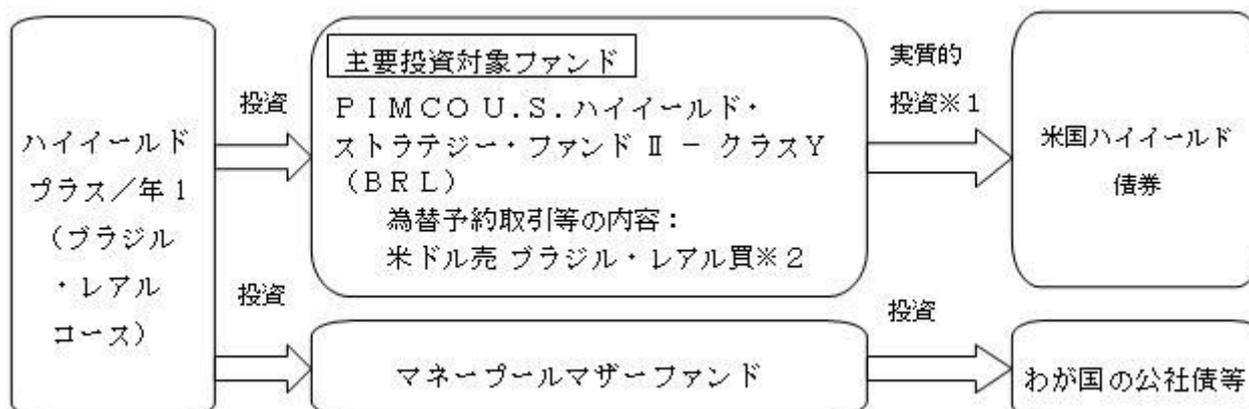 ハイイールド
プラス／年１
（ブラジル
・レアル
コース）
投資
投資
主要投資対象ファンド
ＰＩＭＣＯ Ｕ.Ｓ.ハイイールド・
ストラテジー・ファンド Ⅱ － クラスＹ
（ＢＲＬ）
為替予約取引等の内容：
米ドル売 ブラジル・レアル買※２
マネープールマザーファンド
実質的
投資※１
投資
米国ハイイールド
債券
わが国の公社債等